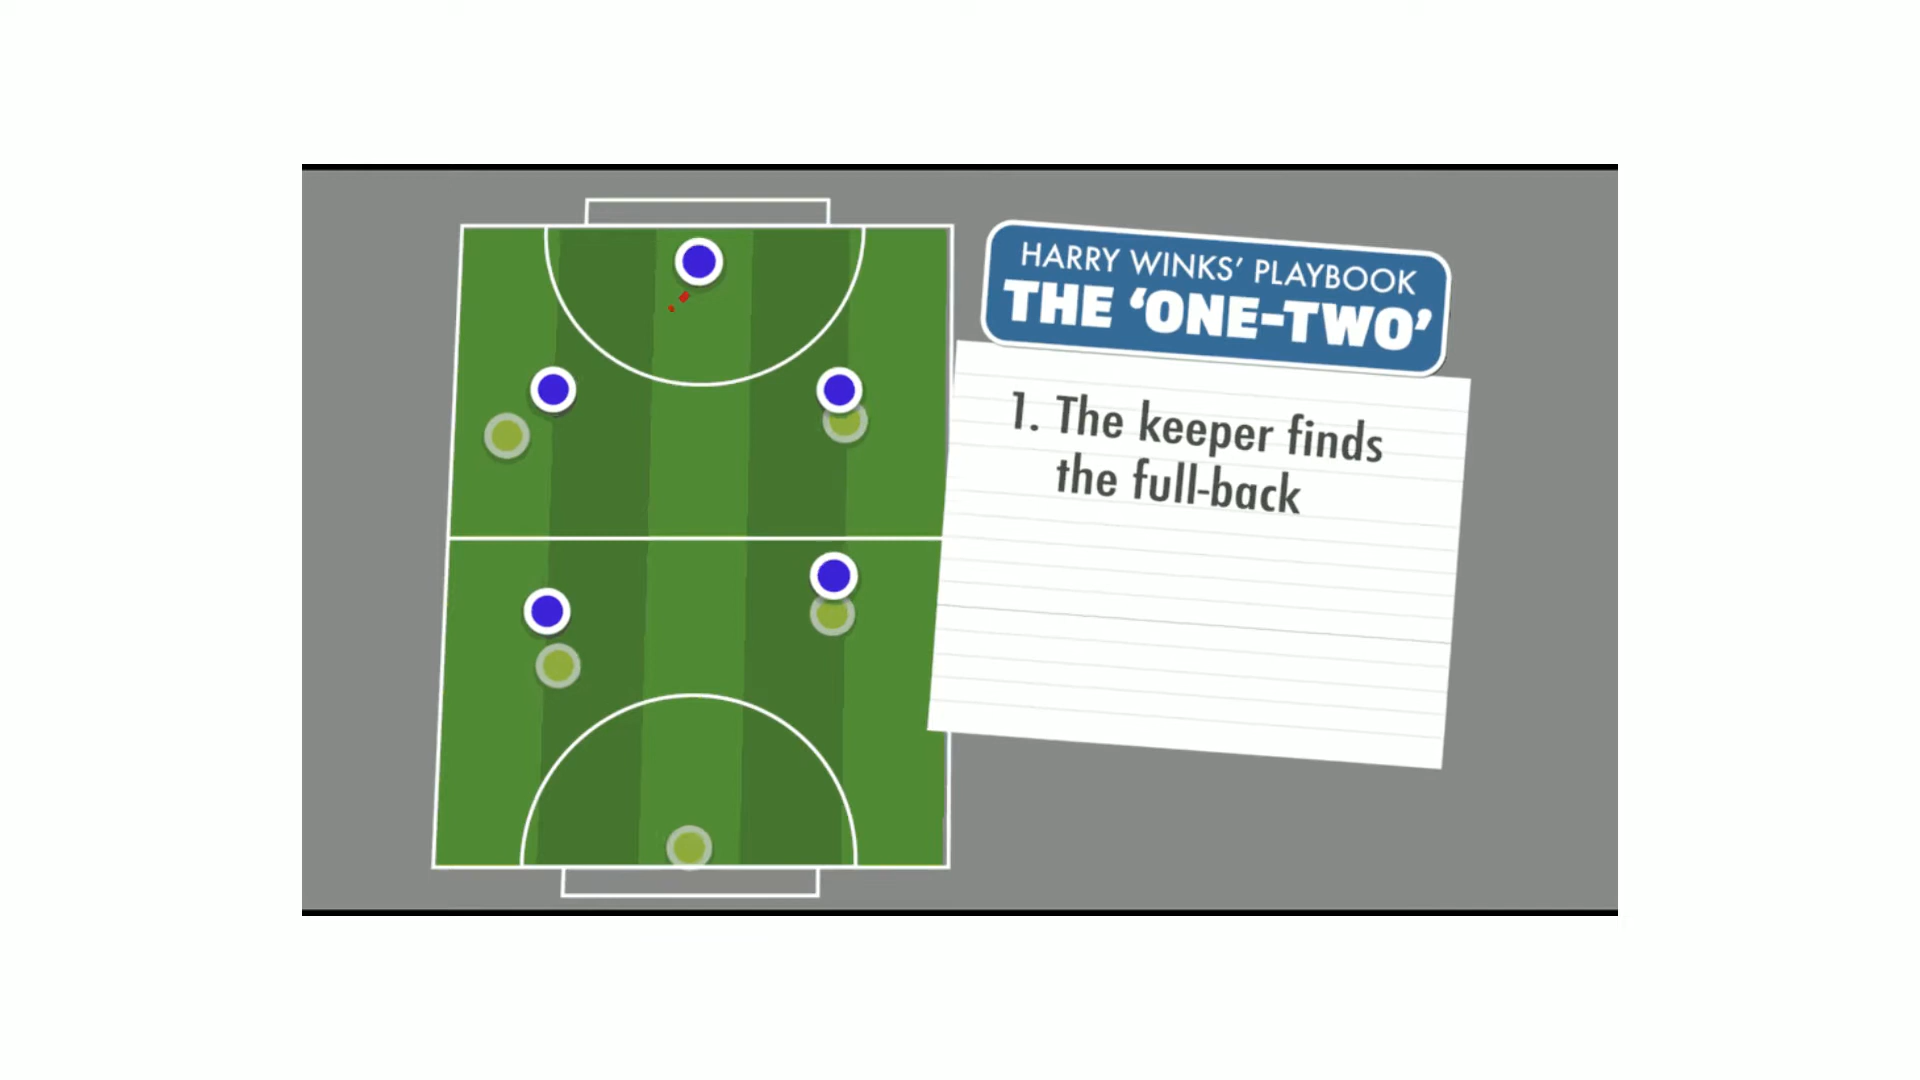 HARRY WINKS’ PLAYBOOK
THE ‘ONE-TWO’
1. The keeper finds
the full-back